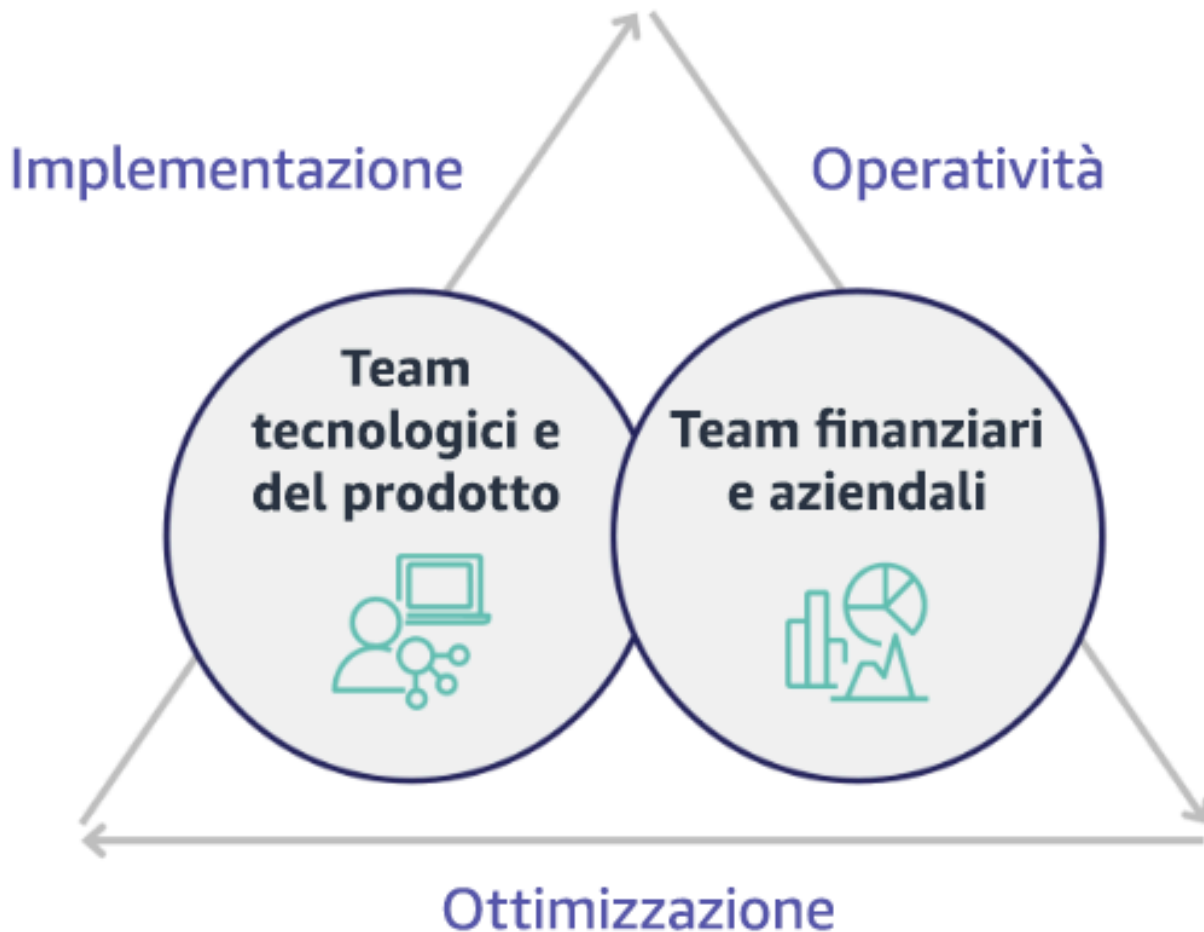 Implementazione
Operatività
Team
tecnologici e
del prodotto
Team finanziari
e aziendali
Ottimizzazione